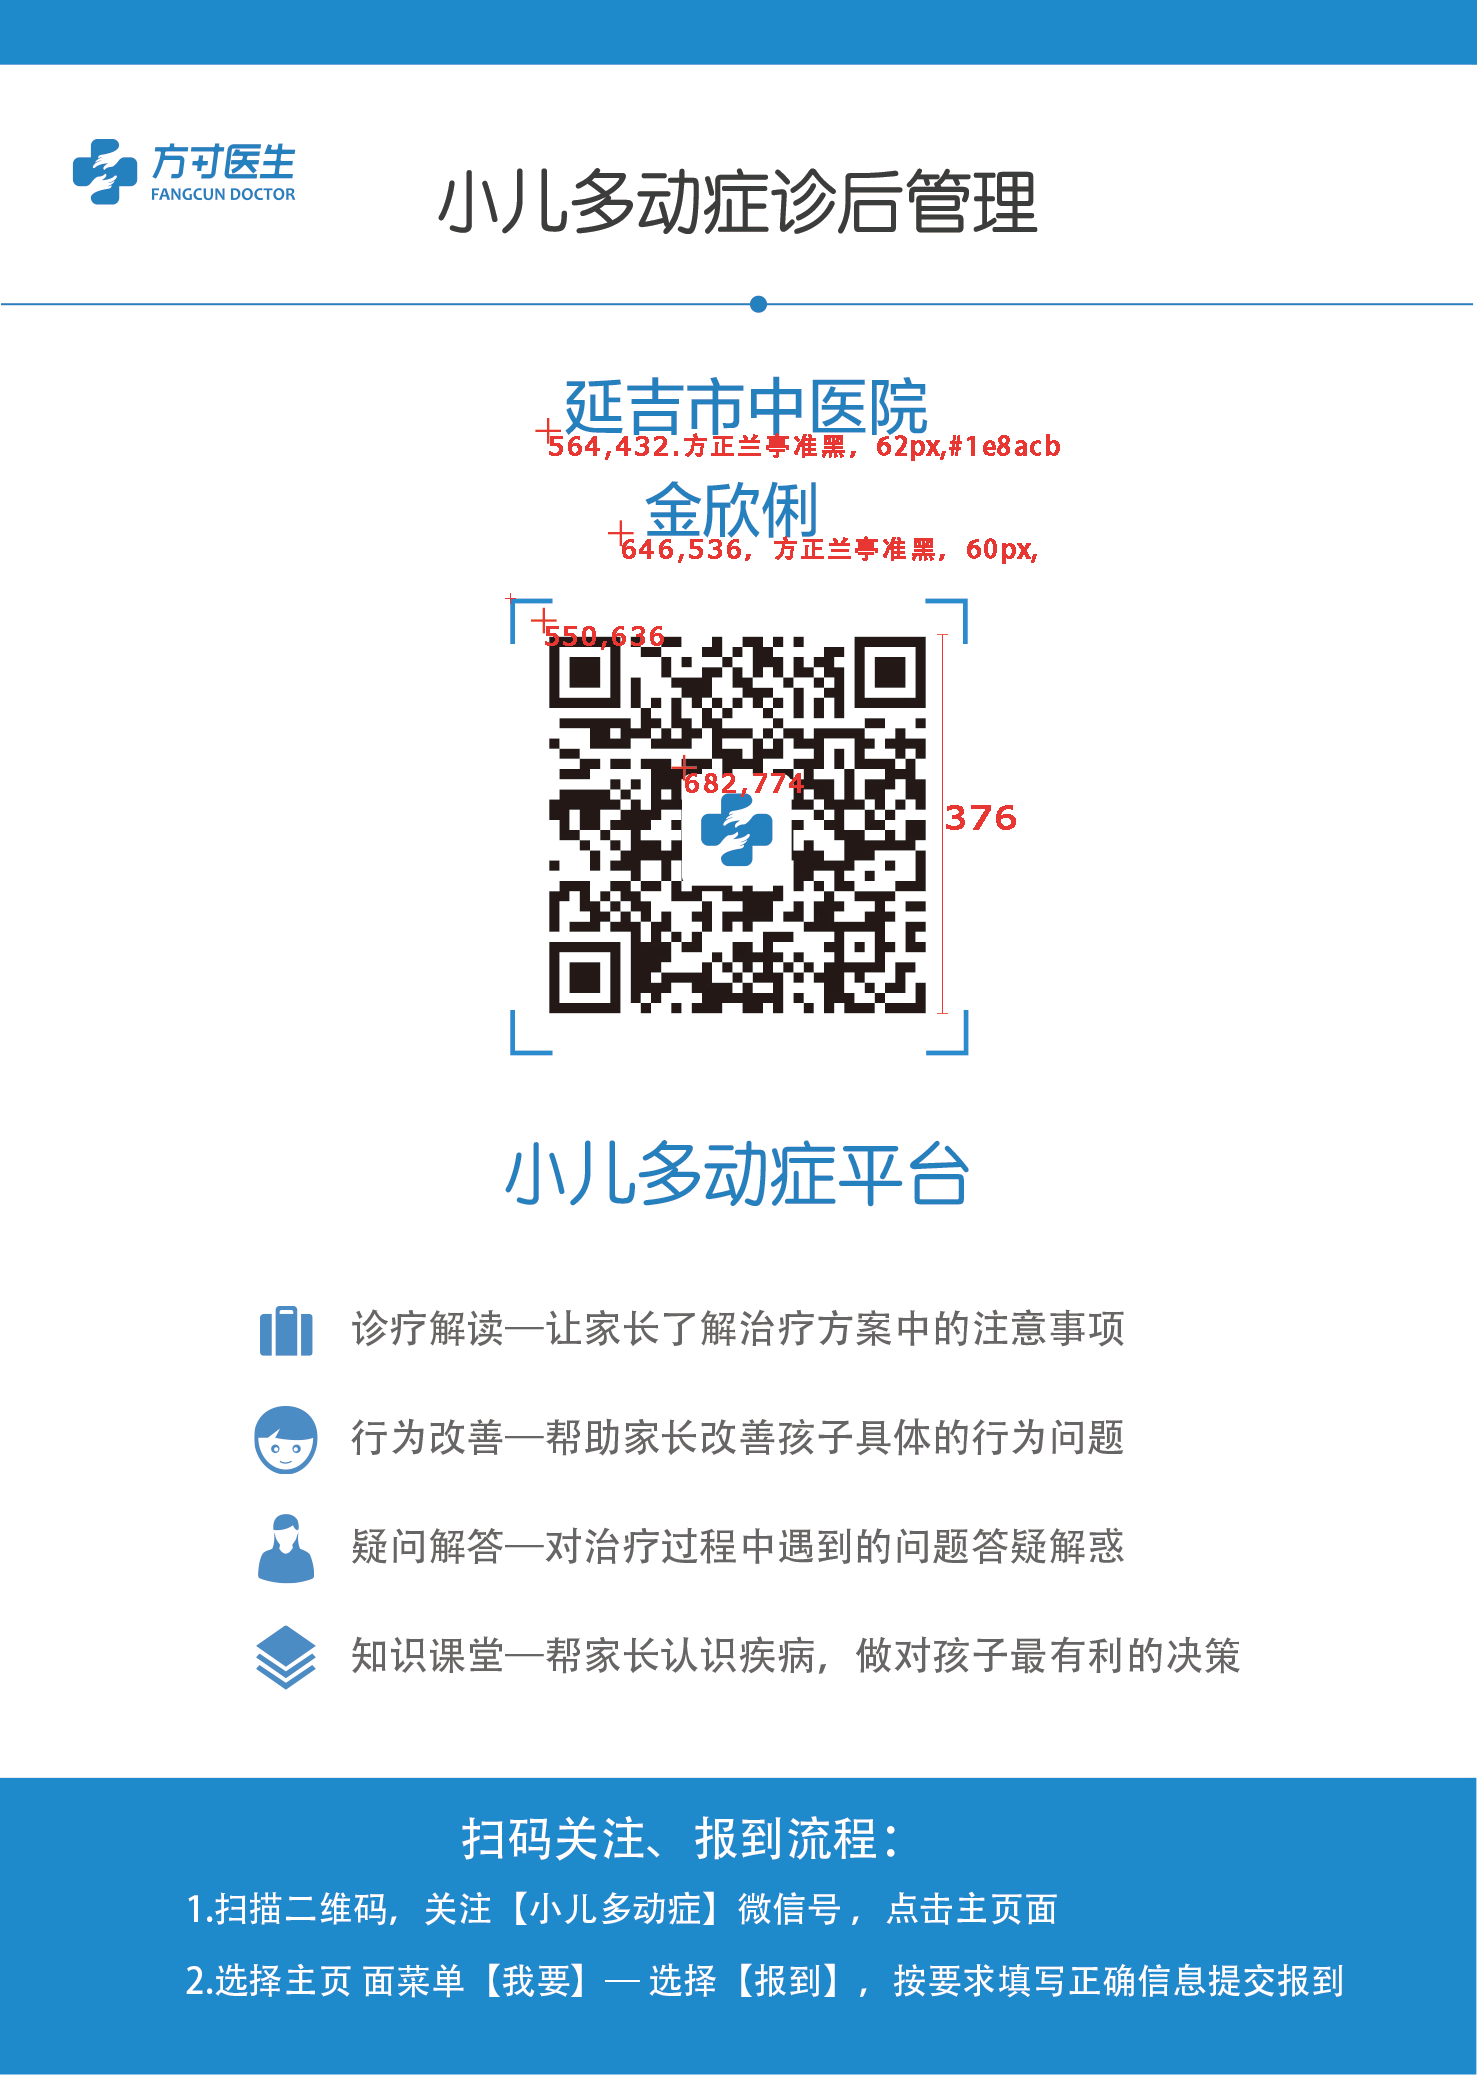 方寸医生
FANGCUN DOCTOR
小儿多动症诊后管理
延吉市中医院
564,432.方正兰亭准黑，62px,#1e8acb
金欣俐
646,536，方正兰亭准黑，60px,
550,636
682,774
376
小儿多动症平台
诊疗解读—让家长了解治疗方案中的注意事项
行为改善—帮助家长改善孩子具体的行为问题
疑问解答—对治疗过程中遇到的问题答疑解惑
知识课堂—帮家长认识疾病，做对孩子最有利的决策
扫码关注、报到流程：
1.扫描二维码，关注【小儿多动症】微信号，点击主页面
2.选择主页 面菜单【我要】— 选择【报到】，按要求填写正确信息提交报到